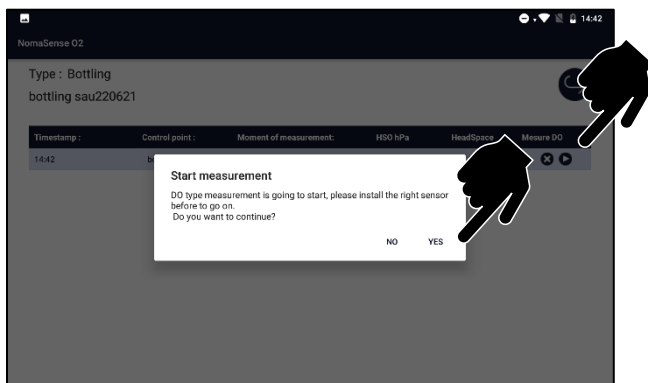 14:42
NomaSense O2
Type : Bottling
bottling sau220621
Timestamp : Control point : Moment of measurement: HSO hPa HeadSpace Mesure DO
14:42
Start measurement
DO type measurement is going to start, please install the right sensor
before to go on.
Do you want to continue?
NO YES